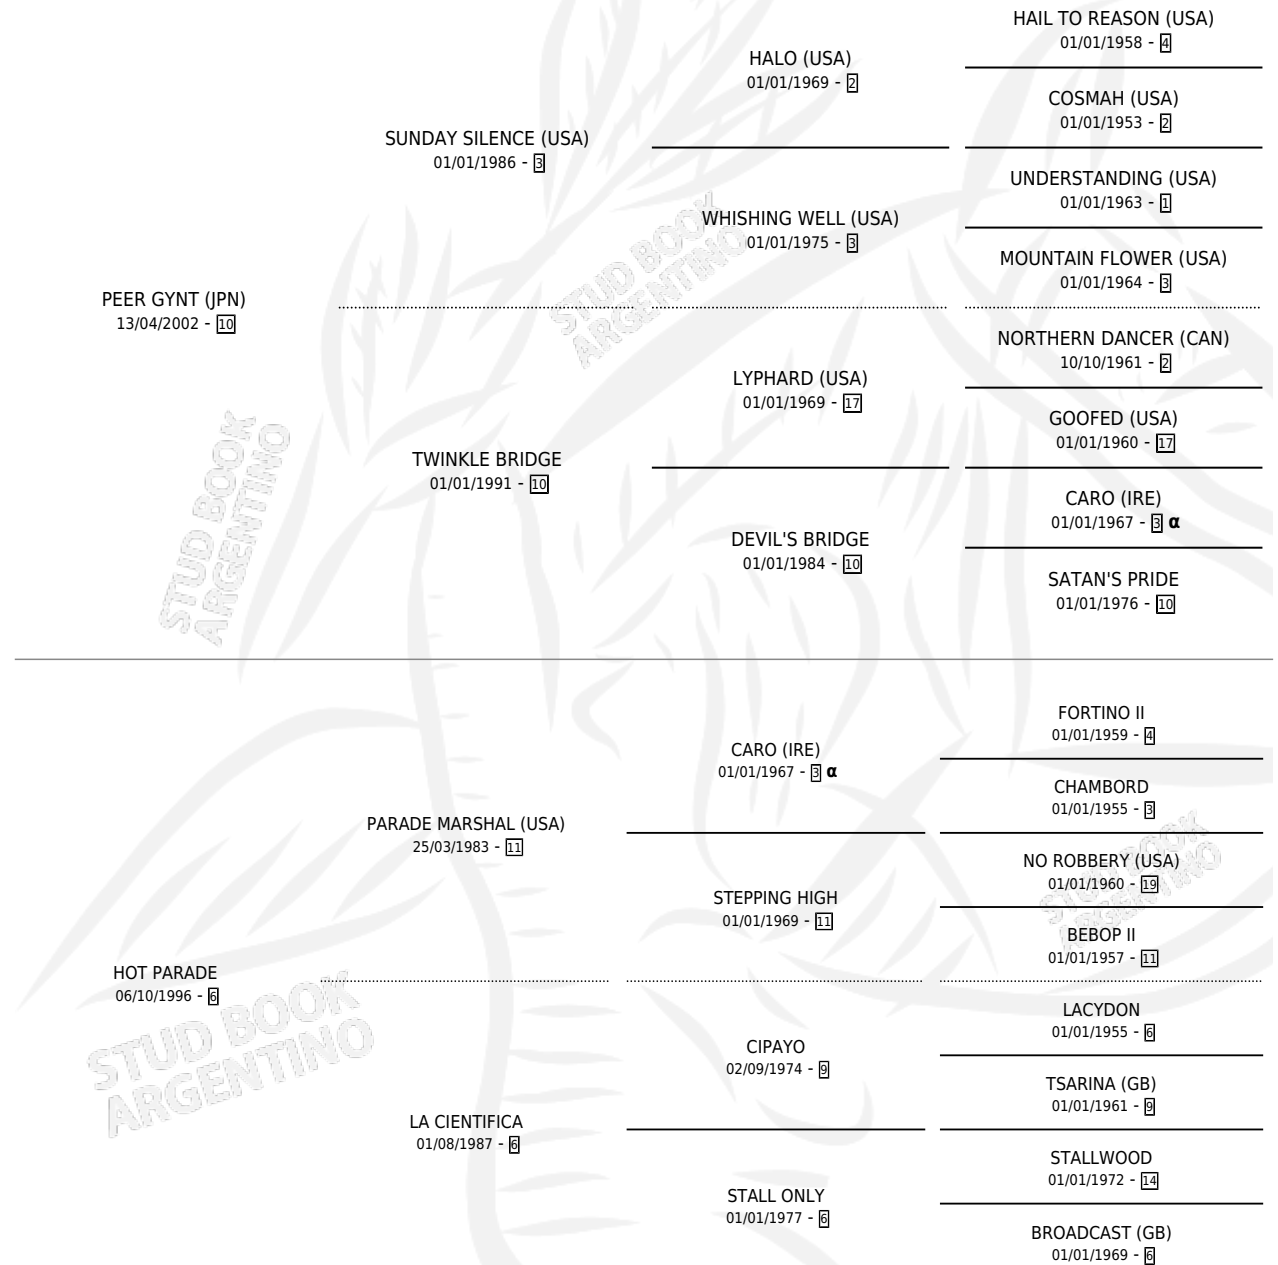 HAIL TO REASON (USA)
01/01/1958 - 4
HALO (USA)
01/01/1969 - 2
COSMAH (USA)
01/01/1953 - 2
SUNDAY SILENCE (USA)
01/01/1986 - 3
UNDERSTANDING (USA)
01/01/1963 - 1
WHISHING WELL (USA)
01/01/1975 - 3
MOUNTAIN FLOWER (USA)
01/01/1964 - 3
PEER GYNT (JPN)
13/04/2002 - 10
NORTHERN DANCER (CAN)
10/10/1961 - 2
LYPHARD (USA)
01/01/1969 - 17
GOOFED (USA)
01/01/1960 - 17
TWINKLE BRIDGE
01/01/1991 - 10
CARO (IRE)
01/01/1967 - 3 α
DEVIL'S BRIDGE
01/01/1984 - 10
SATAN'S PRIDE
01/01/1976 - 10
FORTINO II
01/01/1959 - 4
CARO (IRE)
01/01/1967 - 3 α
CHAMBORD
01/01/1955 - 3
PARADE MARSHAL (USA)
25/03/1983 - 11
NO ROBBERY (USA)
01/01/1960 - 19
STEPPING HIGH
01/01/1969 - 11
BEBOP II
01/01/1957 - 11
HOT PARADE
06/10/1996 - 6
LACYDON
01/01/1955 - 6
CIPAYO
02/09/1974 - 9
TSARINA (GB)
01/01/1961 - 9
LA CIENTIFICA
01/08/1987 - 6
STALLWOOD
01/01/1972 - 14
STALL ONLY
01/01/1977 - 6
BROADCAST (GB)
01/01/1969 - 6
STUD BOOK
ARGENTINO
STUD BOOK
ARGENTINO
STUD BOOK
ARGENTINO
STUD BOOK
ARGENTINO